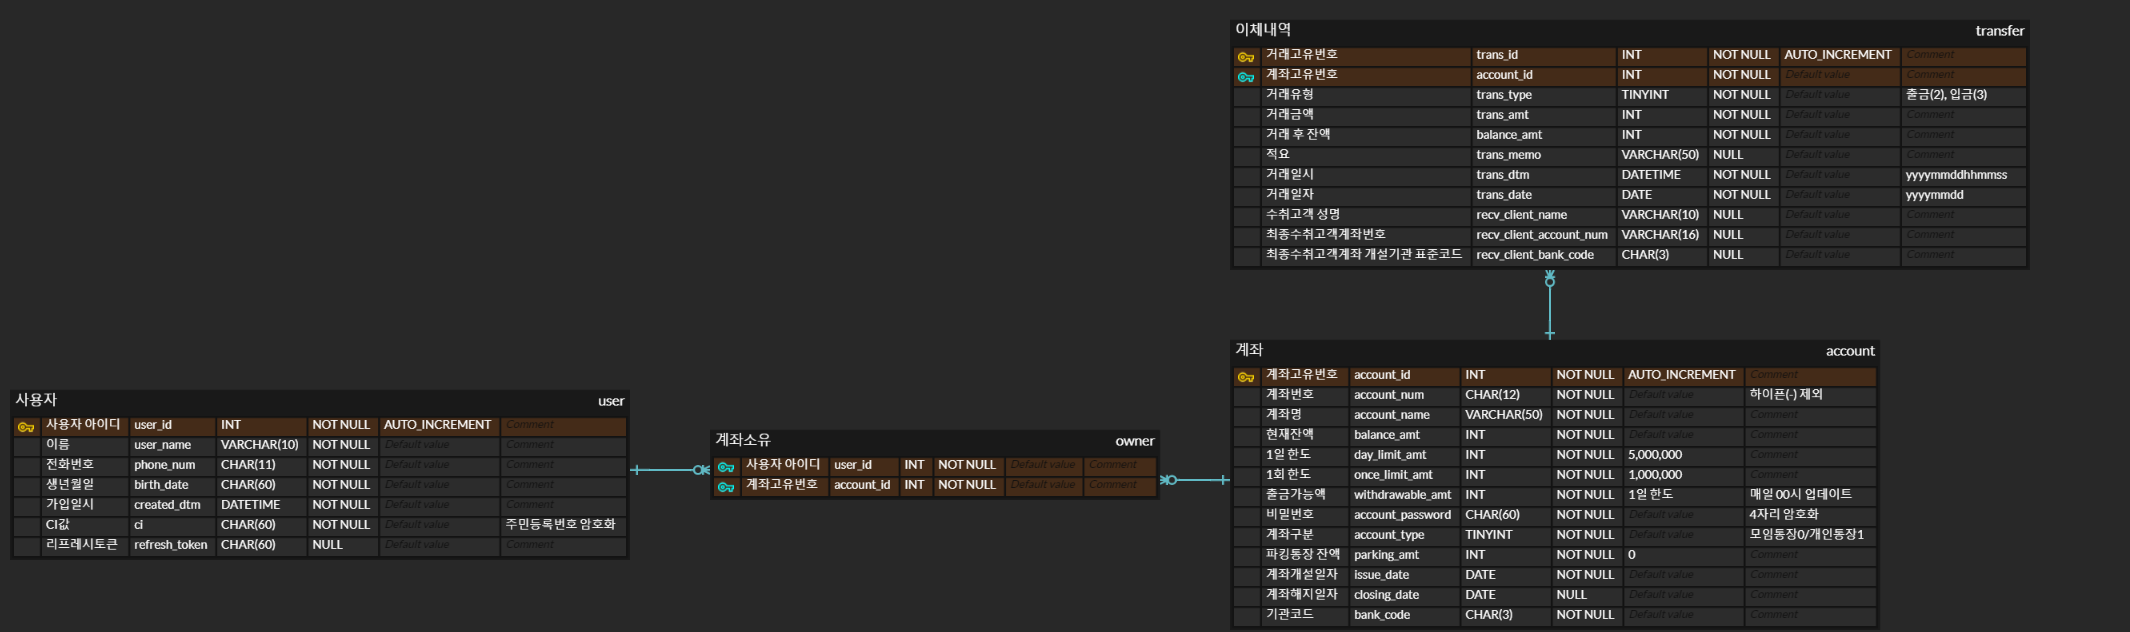 이체내역 transfer
거래고유번호 trans_id INT NOT NULL AUTO_INCREMENT Comment
계좌고유번호 account_id INT NOT NULL Default value Comment
거래유형 trans_type TINYINT NOT NULL Default value 출금(2), 입금(3)
거래금액 trans_amt INT NOT NULL Default value Comment
거래 후 잔액 balance_amt INT NOT NULL Default value Comment
적요 trans_memo VARCHAR(50) NULL Default value Comment
거래일시 trans_dtm DATETIME NOT NULL Default value yyyymmddhhmmss
거래일자 trans_date DATE NOT NULL Default value yyyymmdd
수취고객 성명 recv_client_name VARCHAR(10) NULL Default value Comment
최종수취고객계좌번호 recv_client_account_num VARCHAR(16) NULL Default value Comment
최종수취고객계좌 개설기관 표준코드 recv_client_bank_code CHAR(3) NULL Default value Comment
계좌 account
계좌고유번호 account_id INT NOT NULL AUTO_INCREMENT Comment
계좌번호 account_num CHAR(12) NOT NULL Default value 하이픈(-) 제외
계좌명 account_name VARCHAR(50) NOT NULL Default value Comment
현재잔액 balance_amt INT NOT NULL Default value Comment
1일 한도 day_limit_amt INT NOT NULL 5,000,000 Comment
1회 한도 once_limit_amt INT NOT NULL 1,000,000 Comment
출금가능액 withdrawable_amt INT NOT NULL 1일 한도 매일 00시 업데이트
비밀번호 account_password CHAR(60) NOT NULL Default value 4자리 암호화
계좌구분 account_type TINYINT NOT NULL Default value 모임통장0/개인통장1
파킹통장 잔액 parking_amt INT NOT NULL 0 Comment
계좌개설일자 issue_date DATE NOT NULL Default value Comment
계좌해지일자 closing_date DATE NULL Default value Comment
기관코드 bank_code CHAR(3) NOT NULL Default value Comment
사용자 user
사용자 아이디 user_id INT NOT NULL AUTO_INCREMENT Comment
이름 user_name VARCHAR(10) NOT NULL Default value Comment
전화번호 phone_num CHAR(11) NOT NULL Default value Comment
생년월일 birth_date CHAR(60) NOT NULL Default value Comment
가입일시 created_dtm DATETIME NOT NULL Default value Comment
CI값 ci CHAR(60) NOT NULL Default value 주민등록번호 암호화
리프레시토큰 refresh_token CHAR(60) NULL Default value Comment
계좌소유 owner
사용자 아이디 user_id INT NOT NULL Default value Comment
계좌고유번호 account_id INT NOT NULL Default value Comment